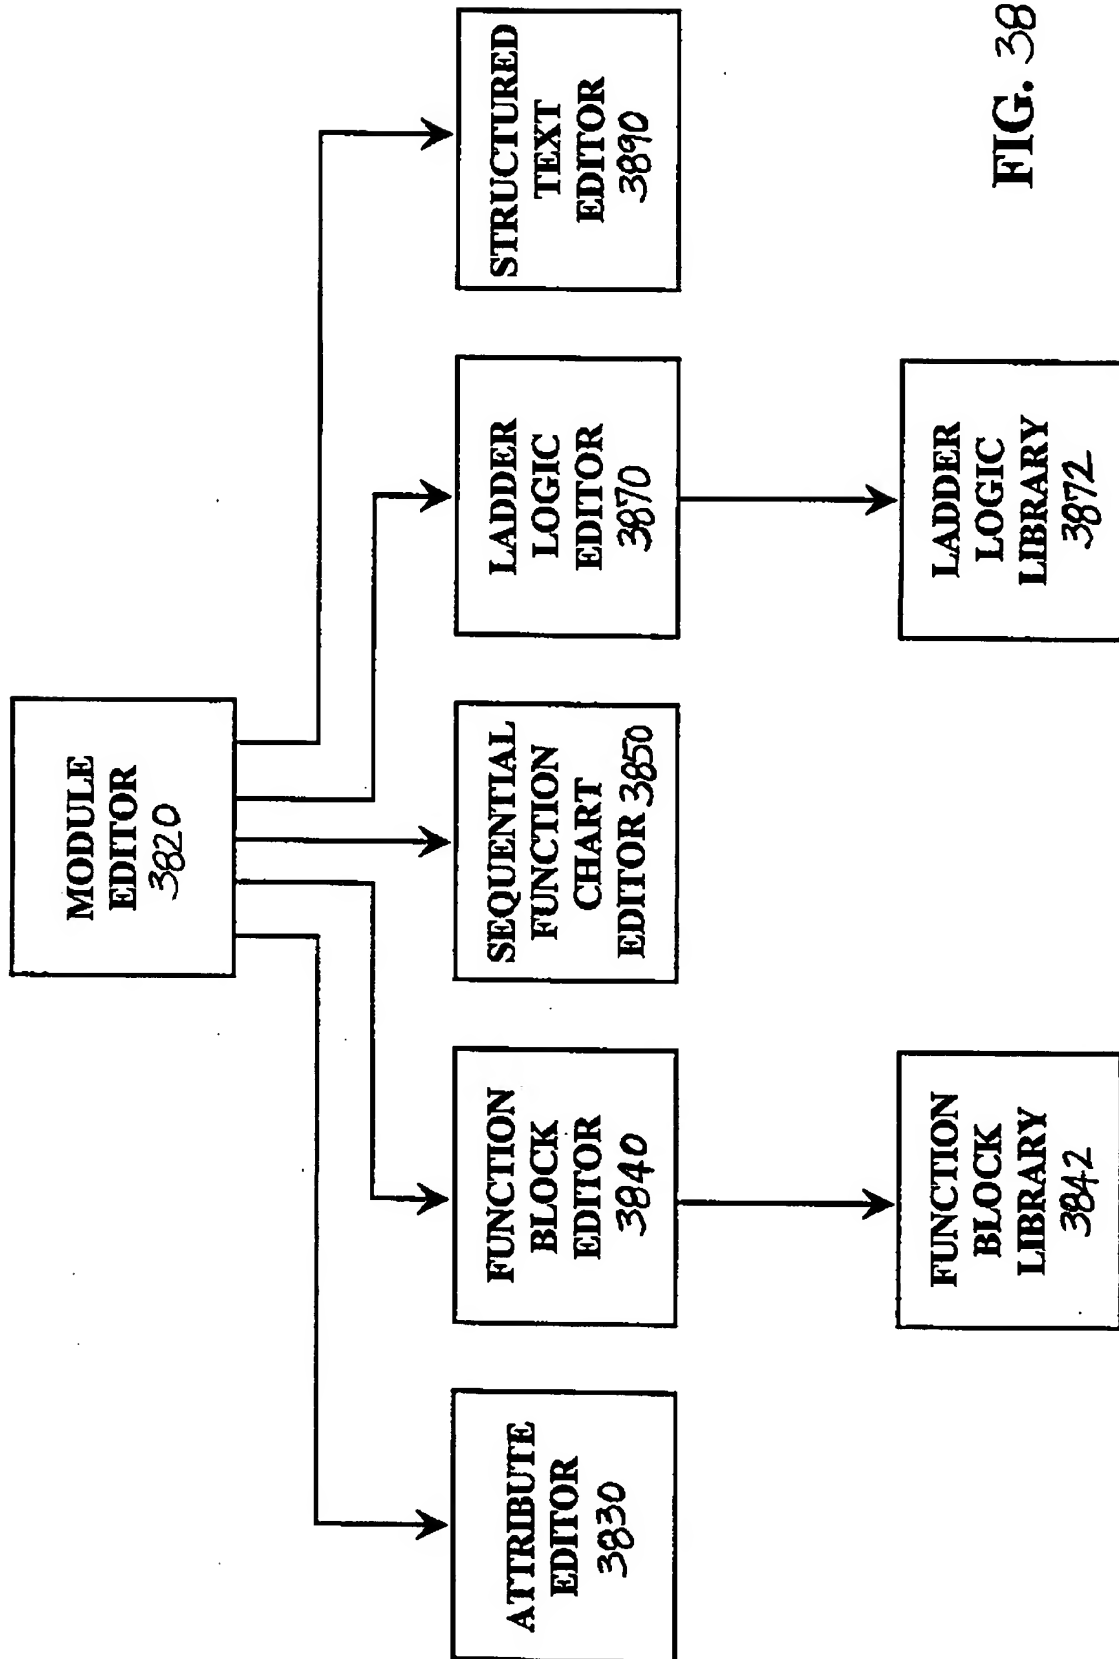 MODULE
EDITOR
3820
ATTRIBUTE
EDITOR
3830
FUNCTION
BLOCK
EDITOR
3840
SEQUENTIAL
FUNCTION
CHART
EDITOR 3850
LADDER
LOGIC
EDITOR
3870
STRUCTURED
TEXT
EDITOR
3890
FUNCTION
BLOCK
LIBRARY
3842
LADDER
LOGIC
LIBRARY
3872
FIG. 38